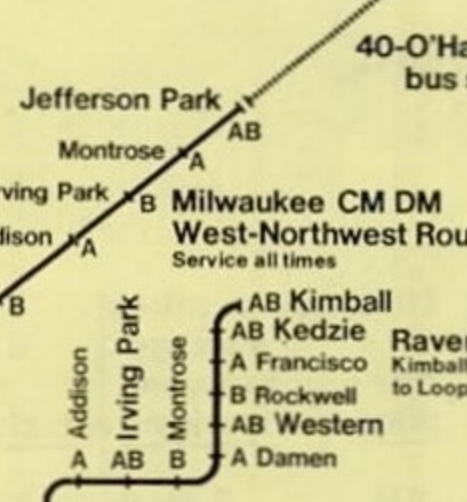 40-O'Ha
bus
Jefferson Park
AB
Montrose
A
rving Park
B
Milwaukee CM DM
dison
A
West-Northwest Rou
Service all times
B
AB Kimball
AB Kedzie
Raven
A Francisco
Kimball
B Rockwell
to Loop
AB Western
A Damen
Addison
Irving Park
Montrose
A AB B